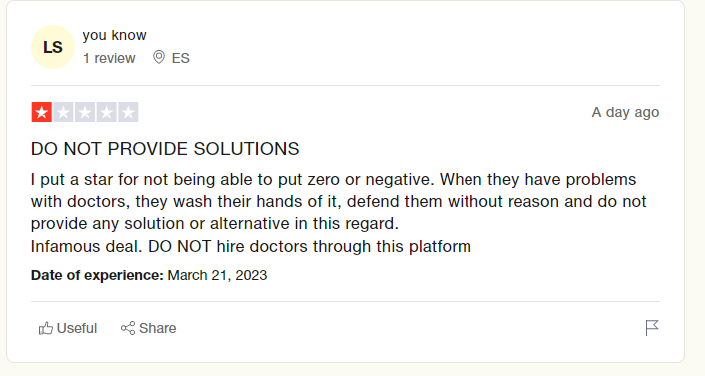 LS
you know
1 review ES
A day ago
DO NOT PROVIDE SOLUTIONS
I put a star for not being able to put zero or negative. When they have problems
with doctors, they wash their hands of it, defend them without reason and do not
provide any solution or alternative in this regard.
Infamous deal. DO NOT hire doctors through this platform
Date of experience: March 21, 2023
Useful Share